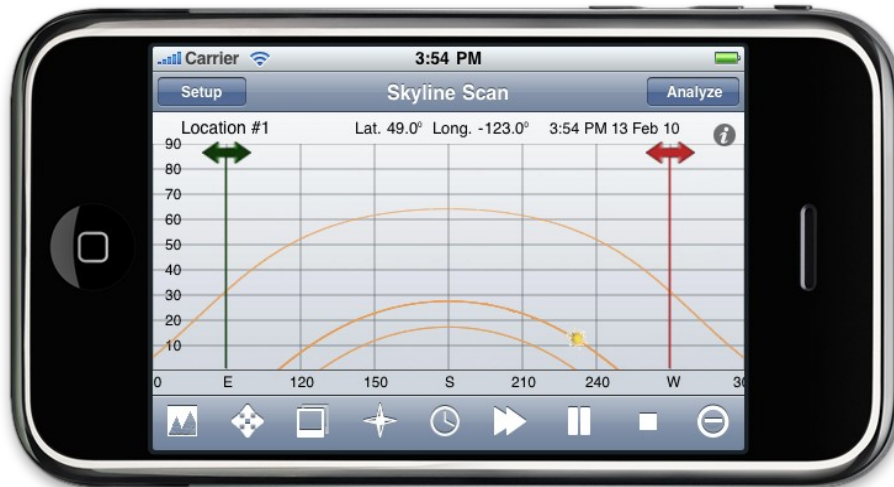 Carrier 3:54 PM
Setup Skyline Scan Analyze
Location #1 Lat. 49.0° Long. -123.0° 3:54 PM 13 Feb 10 i
90
80
70
60
50
40
30
20
10
0 E 120 150 S 210 240 W 30